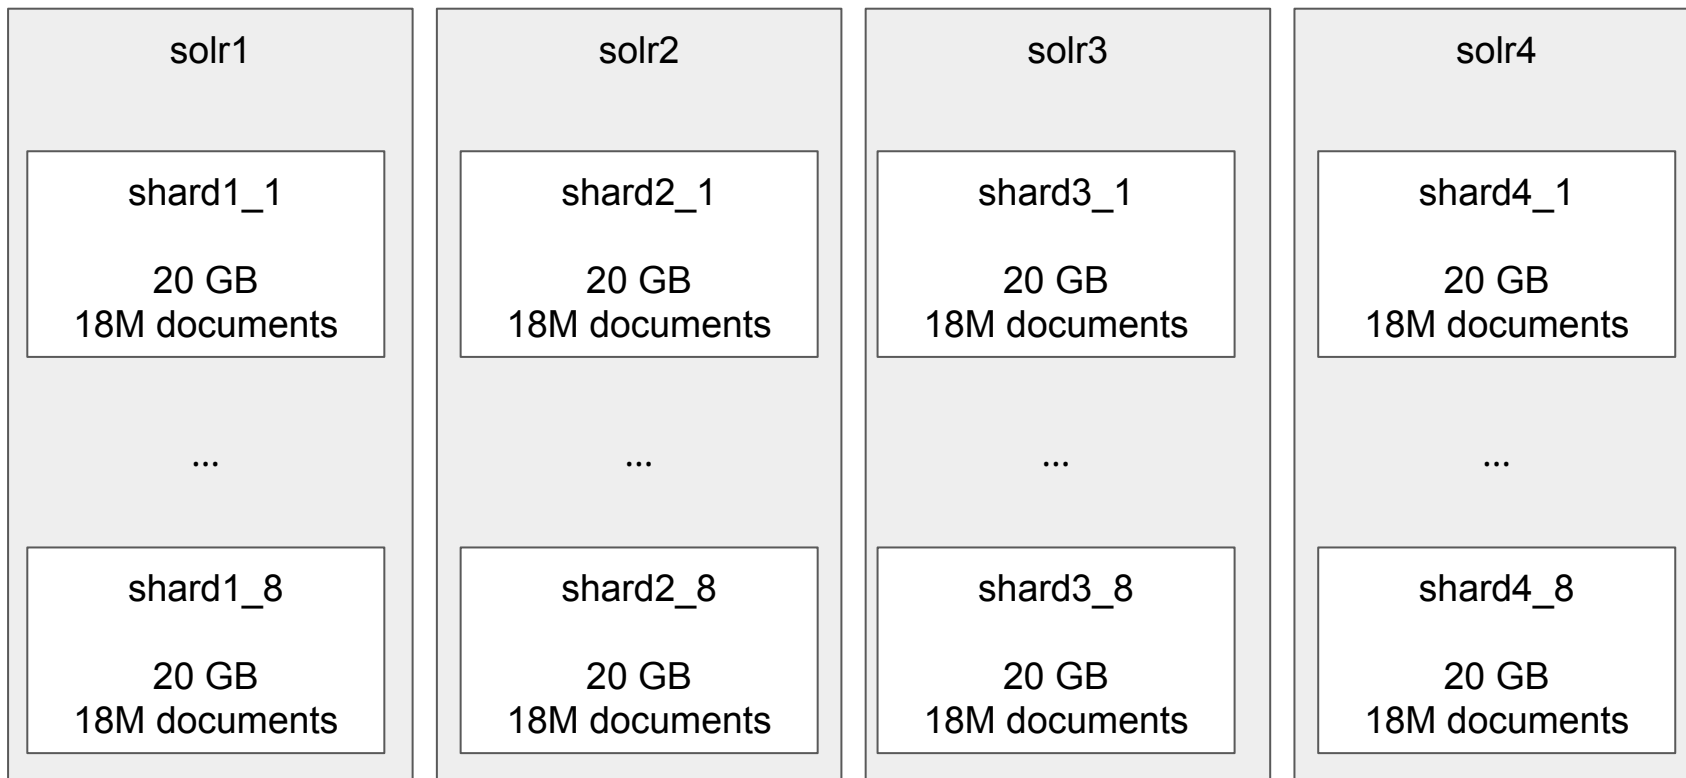 solr1
shard1_1
20 GB
18M documents
...
shard1_8
20 GB
18M documents
solr2
shard2_1
20 GB
18M documents
...
shard2_8
20 GB
18M documents
solr3
shard3_1
20 GB
18M documents
...
shard3_8
20 GB
18M documents
solr4
shard4_1
20 GB
18M documents
...
shard4_8
20 GB
18M documents